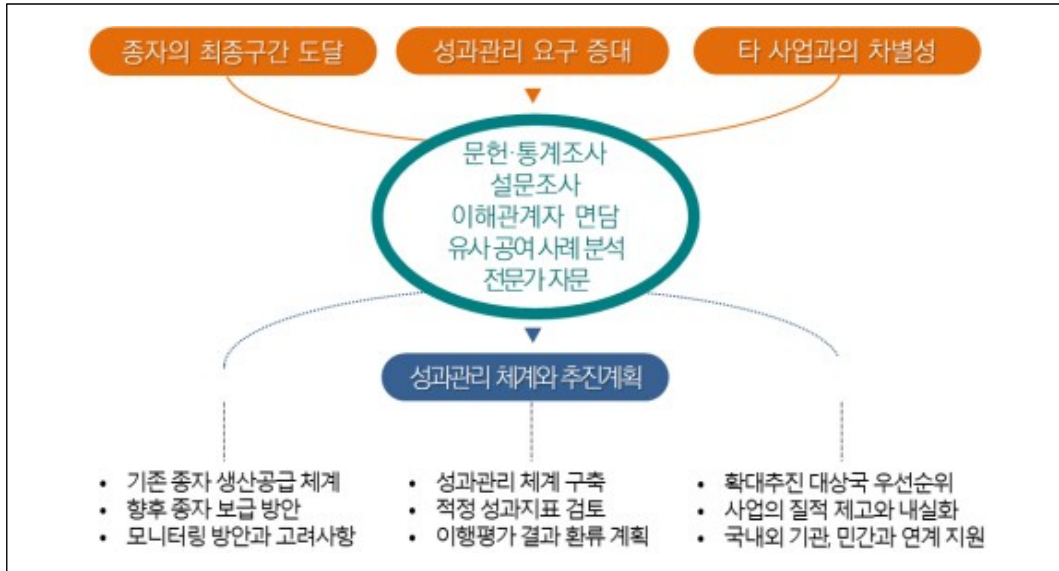 종자의 최종구간 도달
성과관리 요구 증대
타 사업과의 차별성
문헌·통계조사
설문조사
이해관계자 면담
유사 공여 사례 분석
전문가 자문
성과관리 체계와 추진계획
• 기존 종자 생산공급 체계
• 향후 종자 보급 방안
• 모니터링 방안과 고려사항
• 성과관리 체계 구축
• 적정 성과지표 검토
• 이행평가 결과 환류 계획
• 확대추진 대상국 우선순위
• 사업의 질적 제고와 내실화
• 국내외 기관, 민간과 연계 지원